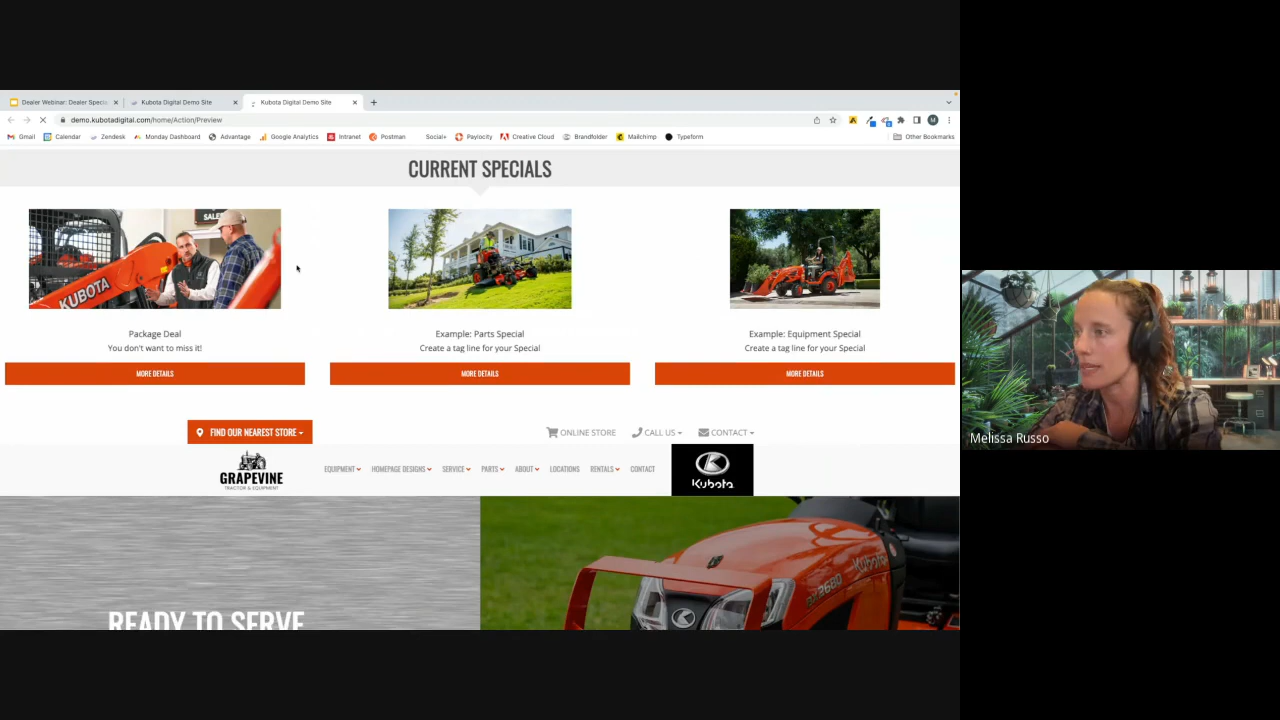 Dealer Webinar: Dealer Speci
Kubota Digital Demo Site
Kubota Digital Demo Site
demo.kubotadigital.com/home/Action/Preview
Gmail
Calendar
Zendesk
Monday Dashboard
Advantage
Google Analytics
Intranet
Postman
Social+
Paylocity
Creative Cloud
Brandfolder
Mailchimp
Typeform
Other Bookmarks
CURRENT SPECIALS
SALES
KUBOTA
Package Deal
You don't want to miss it!
MORE DETAILS
Example: Parts Special
Create a tag line for your Special
MORE DETAILS
Example: Equipment Special
Create a tag line for your Special
MORE DETAILS
FIND OUR NEAREST STORE
ONLINE STORE
CALL US
CONTACT
GRAPEVINE
TRACTOR & EQUIPMENT
EQUIPMENT
HOMEPAGE DESIGNS
SERVICE
PARTS
ABOUT
LOCATIONS
RENTALS
CONTACT
Kubota
READY TO SERVE
BX2680
Kubota
Melissa Russo